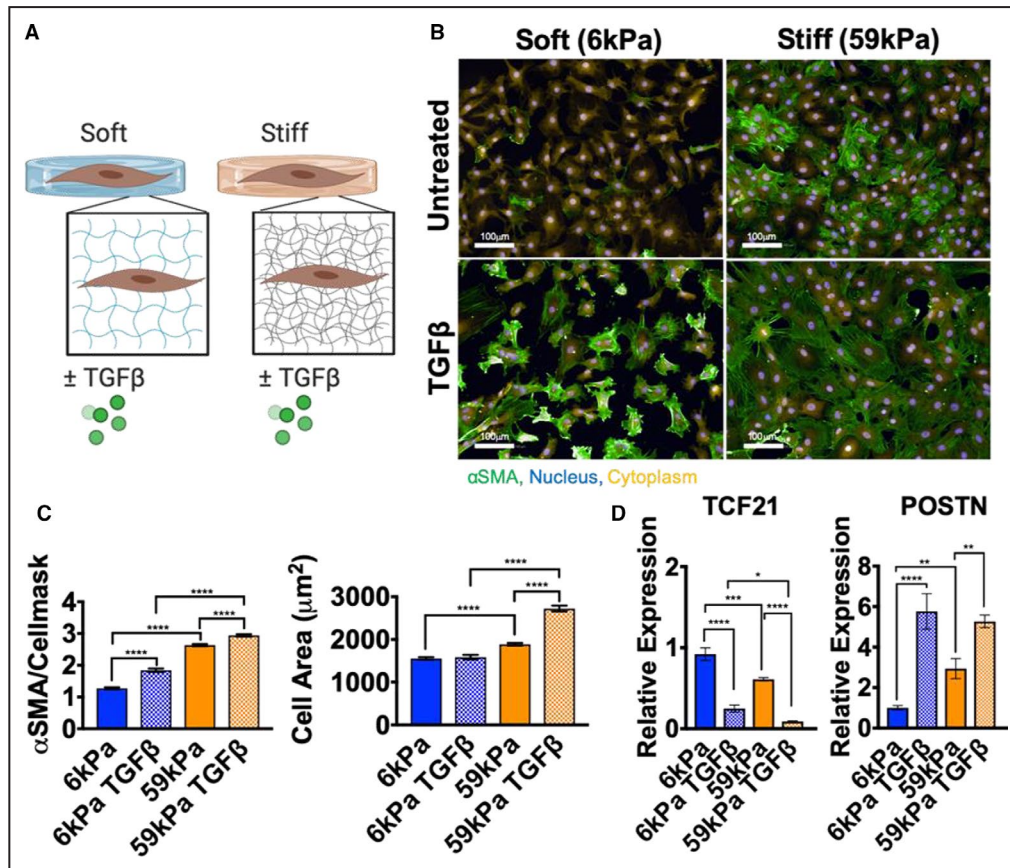 A
Soft
Stiff
± TGFβ
± TGFβ
B
Soft (6kPa)
Stiff (59kPa)
Untreated
TGFβ
100μm
100μm
100μm
100μm
αSMA, Nucleus, Cytoplasm
C
αSMA/Cellmask
4
3
2
1
0
****
****
****
****
6kPa
6kPa TGFβ
59kPa
59kPa TGFβ
Cell Area (μm²)
3000
2000
1000
0
****
****
****
6kPa
6kPa TGFβ
59kPa
59kPa TGFβ
D
TCF21
Relative Expression
2
1
0
*
***
****
****
6kPa
6kPa TGFβ
59kPa
59kPa TGFβ
POSTN
Relative Expression
8
6
4
2
0
**
**
****
6kPa
6kPa TGFβ
59kPa
59kPa TGFβ